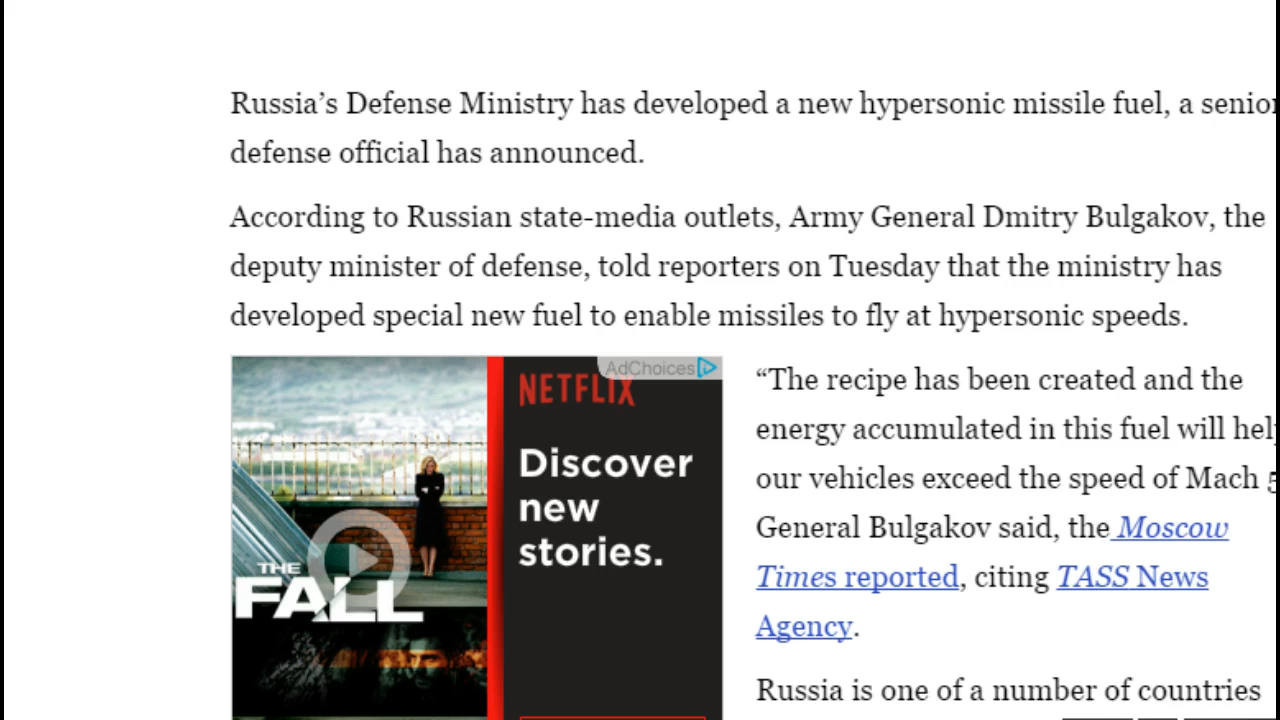 Russia’s Defense Ministry has developed a new hypersonic missile fuel, a senior
defense official has announced.
According to Russian state-media outlets, Army General Dmitry Bulgakov, the
deputy minister of defense, told reporters on Tuesday that the ministry has
developed special new fuel to enable missiles to fly at hypersonic speeds.
AdChoices
NETFLIX
Discover
new
stories.
THE
FALL
“The recipe has been created and the
energy accumulated in this fuel will help
our vehicles exceed the speed of Mach 5
General Bulgakov said, the Moscow
Times reported, citing TASS News
Agency.
Russia is one of a number of countries